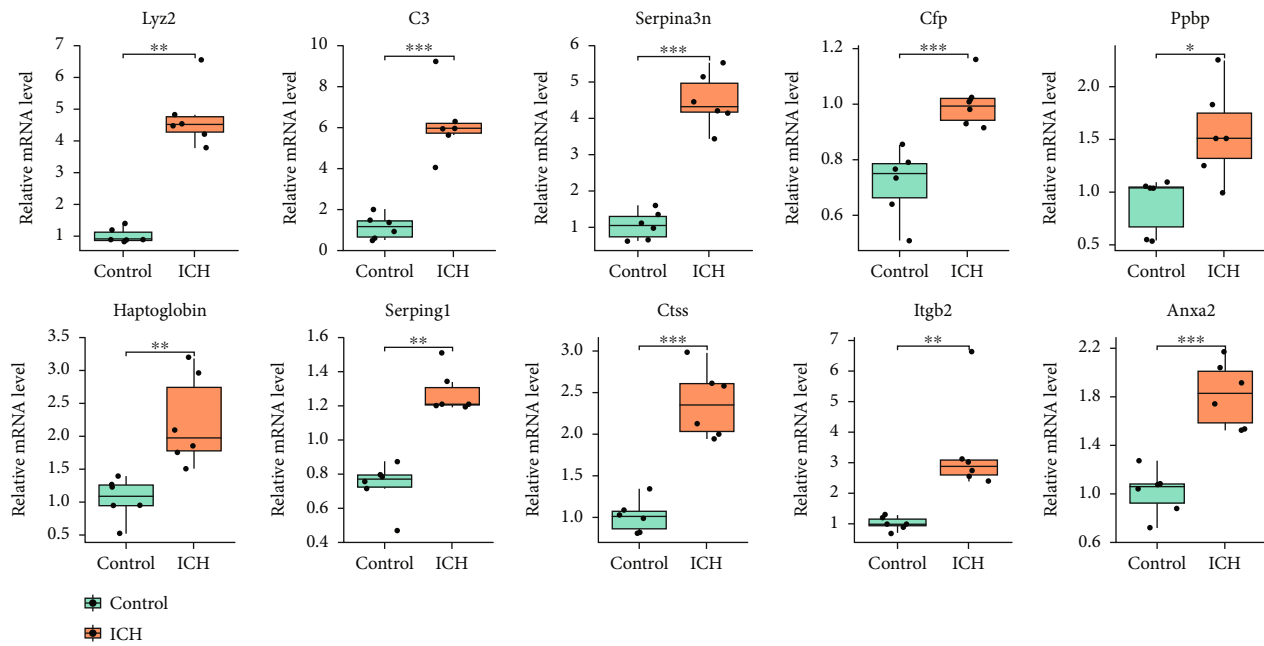 Lyz2
C3
Serpina3n
Cfp
Ppbp
Relative mRNA level
7
6
5
4
3
2
1
**
Control
ICH
Relative mRNA level
10
8
6
4
2
0
***
Control
ICH
Relative mRNA level
6
5
4
3
2
1
0
***
Control
ICH
Relative mRNA level
1.2
1.0
0.8
0.6
***
Control
ICH
Relative mRNA level
2.0
1.5
1.0
0.5
*
Control
ICH
Haptoglobin
Serping1
Ctss
Itgb2
Anxa2
Relative mRNA level
3.5
3.0
2.5
2.0
1.5
1.0
0.5
**
Control
ICH
Relative mRNA level
1.6
1.4
1.2
1.0
0.8
0.6
0.4
**
Control
ICH
Relative mRNA level
3.0
2.5
2.0
1.5
1.0
***
Control
ICH
Relative mRNA level
7
6
5
4
3
2
1
**
Control
ICH
Relative mRNA level
2.2
1.8
1.4
1.0
0.6
***
Control
ICH
Control
ICH